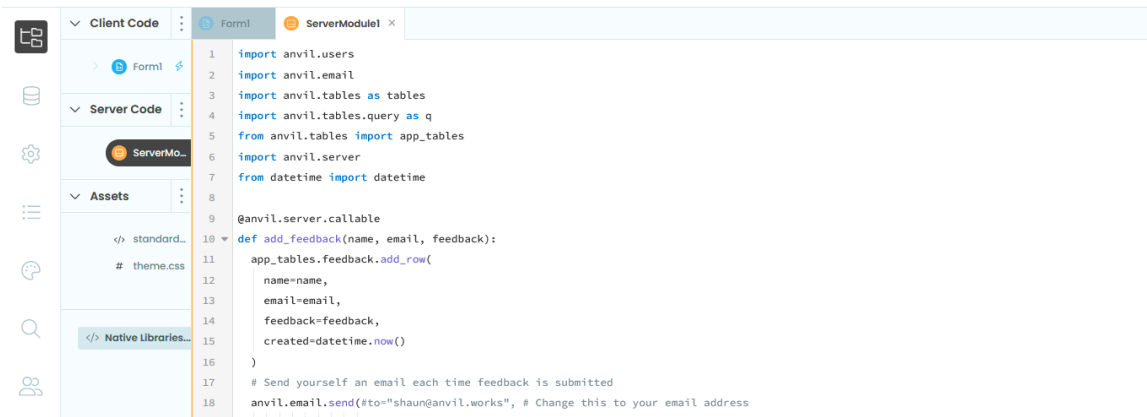 Client Code
Form1
Server Code
ServerMo...
Assets
</> standard...
# theme.css
</> Native Libraries...
Form1
ServerModule1 ×
1 import anvil.users
2 import anvil.email
3 import anvil.tables as tables
4 import anvil.tables.query as q
5 from anvil.tables import app_tables
6 import anvil.server
7 from datetime import datetime
8
9 @anvil.server.callable
10 def add_feedback(name, email, feedback):
11 app_tables.feedback.add_row(
12 name=name,
13 email=email,
14 feedback=feedback,
15 created=datetime.now()
16 )
17 # Send yourself an email each time feedback is submitted
18 anvil.email.send(#to="shaun@anvil.works", # Change this to your email address